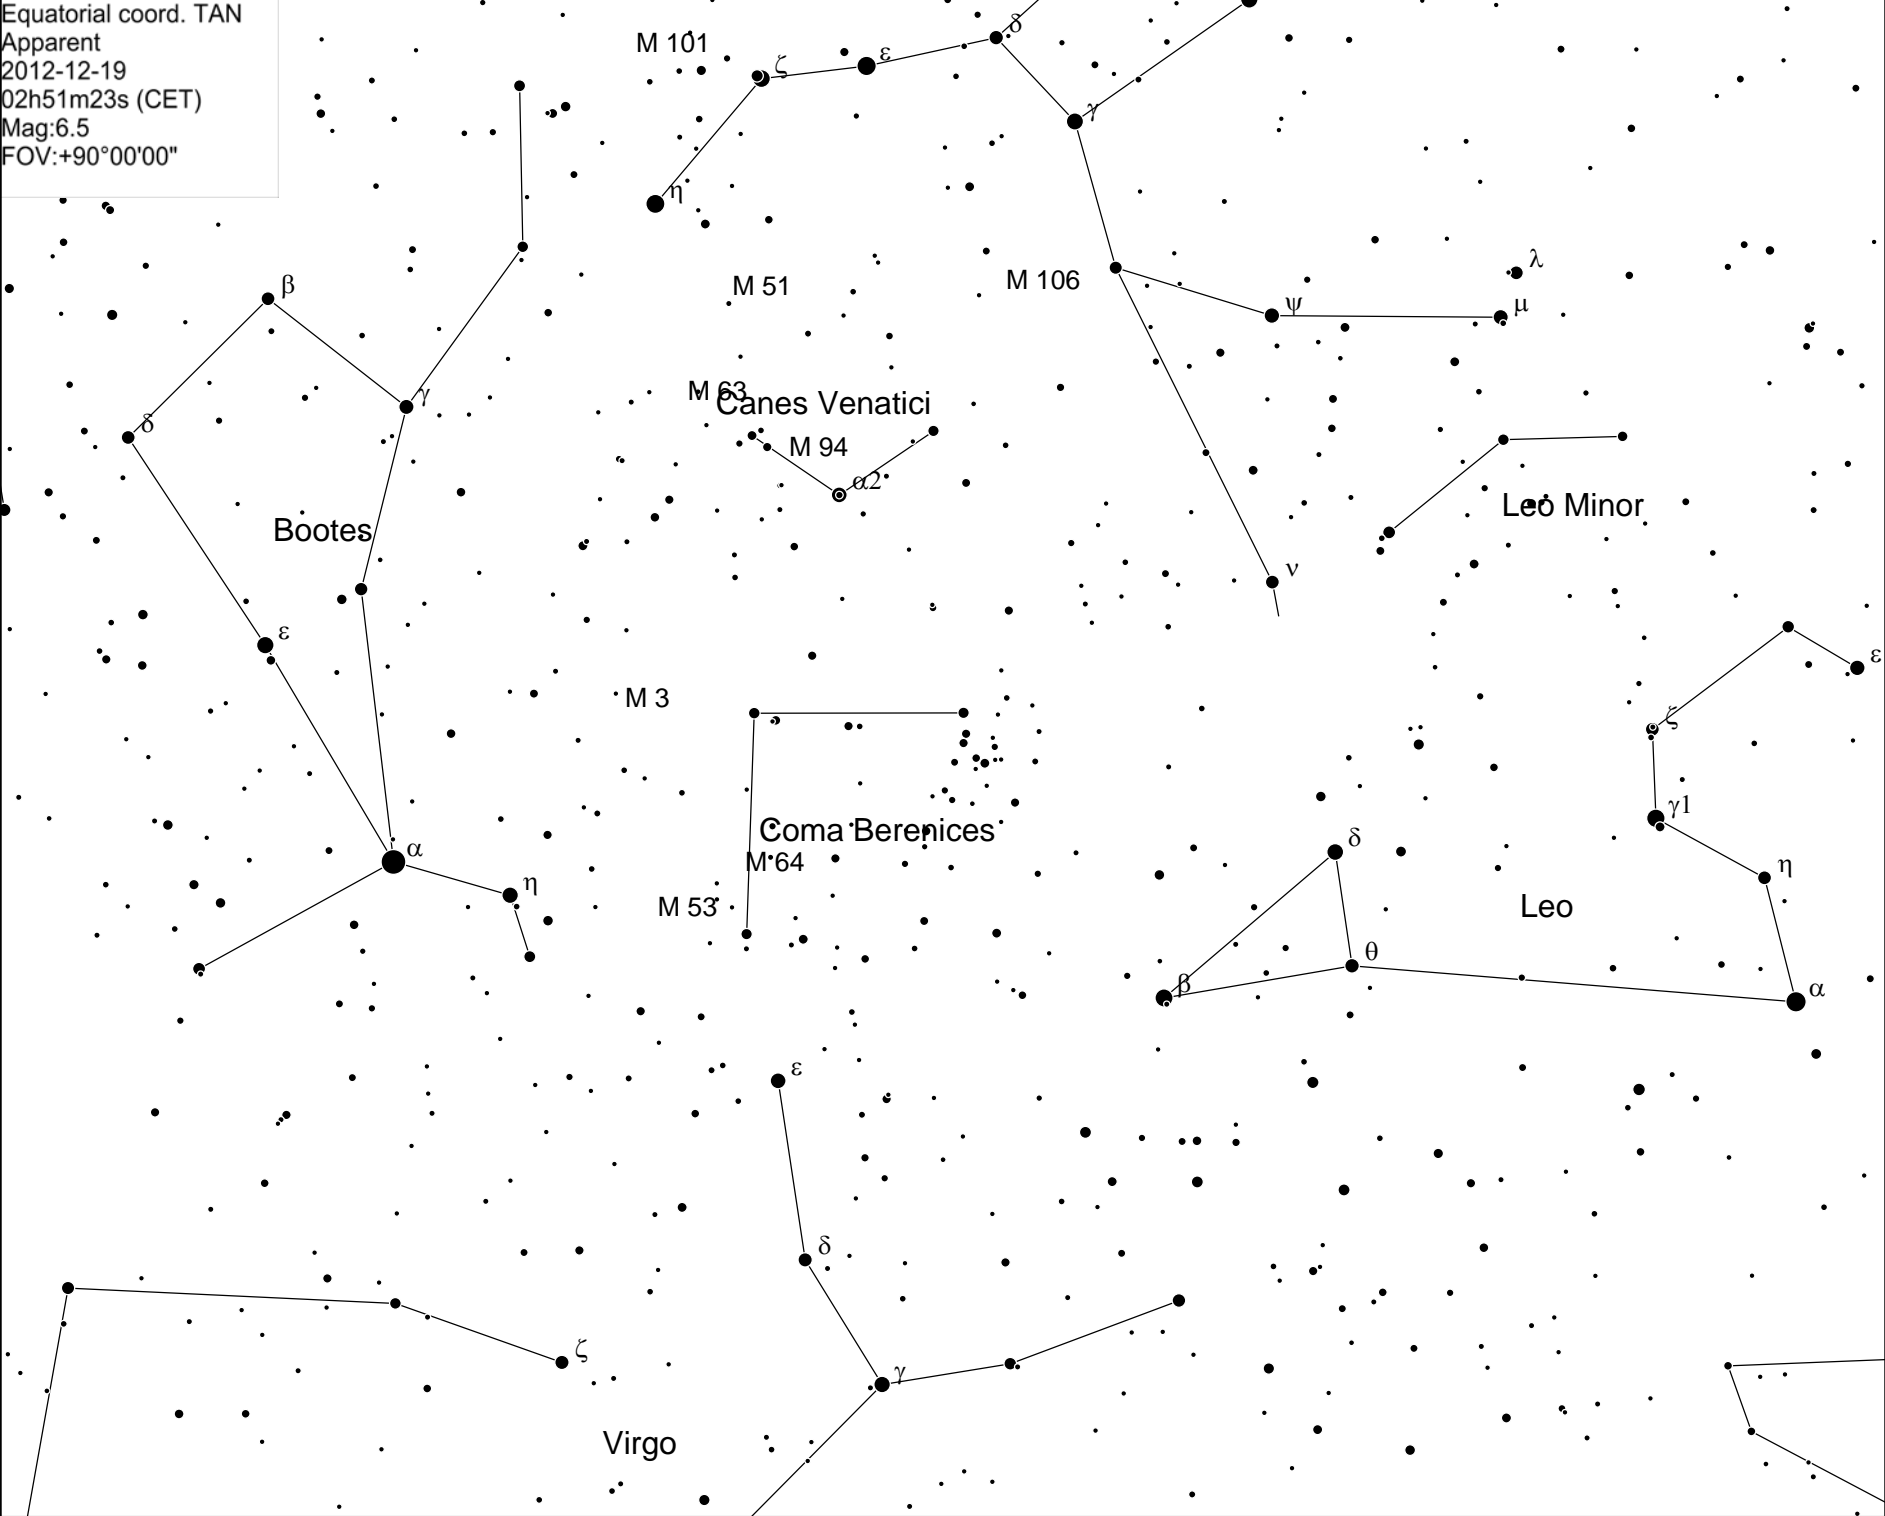 Equatorial coord. TAN
Apparent
2012-12-19
02h51m23s (CET)
Mag:6.5
FOV:+90°00'00"
δ
M 101
ζ
ε
γ
η
λ
β
M 51
M 106
ψ
μ
M 63
γ
Canes Venatici
δ
M 94
α2
Leo Minor
Bootes
ν
ε
ε
M 3
ζ
γ1
Coma Berenices
δ
α
M 64
η
η
M 53
Leo
θ
β
α
ε
δ
ζ
γ
Virgo